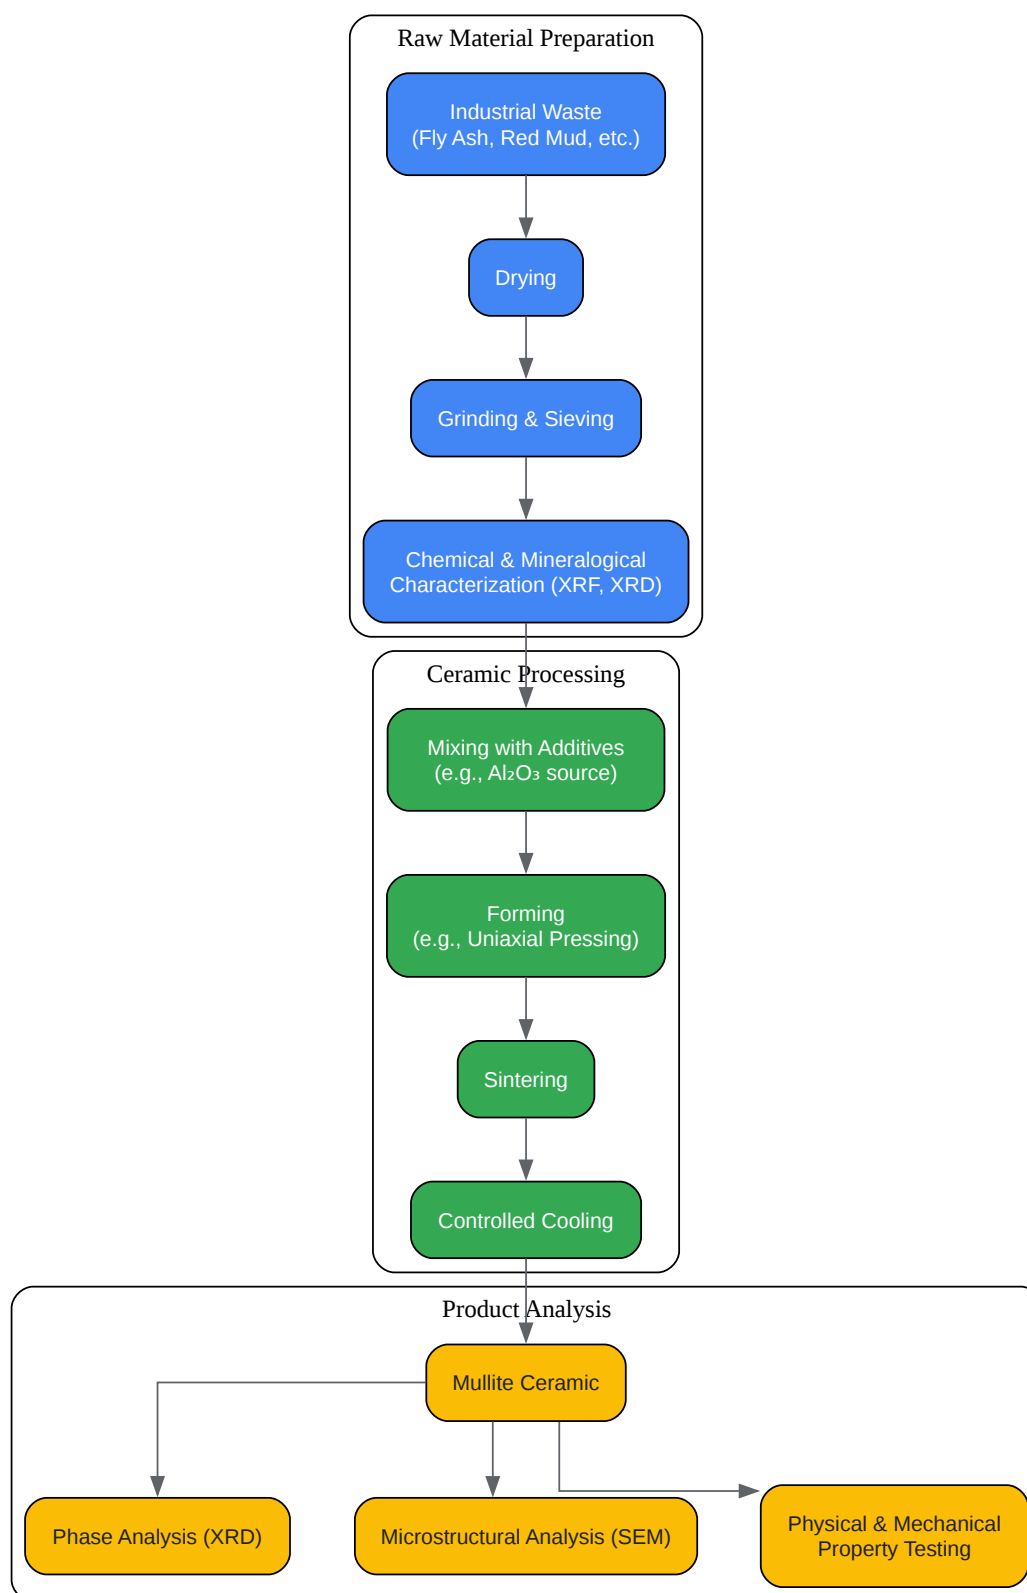 Raw Material Preparation
Industrial Waste
(Fly Ash, Red Mud, etc.)
Drying
Grinding & Sieving
Chemical & Mineralogical
Characterization (XRF, XRD)
Ceramic Processing
Mixing with Additives
(e.g., Al₂O₃ source)
Forming
(e.g., Uniaxial Pressing)
Sintering
Controlled Cooling
Product Analysis
Mullite Ceramic
Phase Analysis (XRD)
Microstructural Analysis (SEM)
Physical & Mechanical
Property Testing